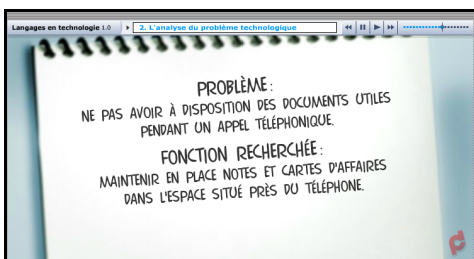 Langages en technologie 1.0
2. L'analyse du problème technologique
PROBLÈME:
NE PAS AVOIR À DISPOSITION DES DOCUMENTS UTILES
PENDANT UN APPEL TÉLÉPHONIQUE.
FONCTION RECHERCHÉE:
MAINTENIR EN PLACE NOTES ET CARTES D'AFFAIRES
DANS L'ESPACE SITUÉ PRÈS DU TÉLÉPHONE.